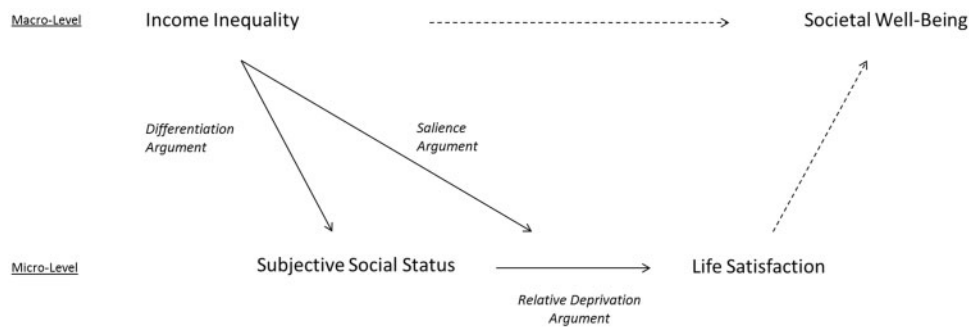 Macro-Level
Income Inequality
Societal Well-Being
Differentiation
Argument
Salience
Argument
Micro-Level
Subjective Social Status
Life Satisfaction
Relative Deprivation
Argument